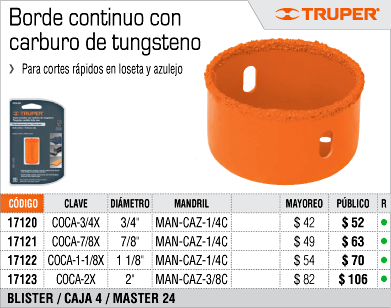 Borde continuo con
carburo de tungsteno
TRUPER
Para cortes rápidos en loseta y azulejo
TRUPER
CÓDIGO CLAVE DIÁMETRO MANDRIL MAYOREO PÚBLICO R
17120 COCA-3/4X 3/4" MAN-CAZ-1/4C $ 42 $ 52
17121 COCA-7/8X 7/8" MAN-CAZ-1/4C $ 49 $ 63
17122 COCA-1-1/8X 1 1/8" MAN-CAZ-1/4C $ 54 $ 70
17123 COCA-2X 2" MAN-CAZ-3/8C $ 82 $ 106
BLISTER / CAJA 4 / MASTER 24